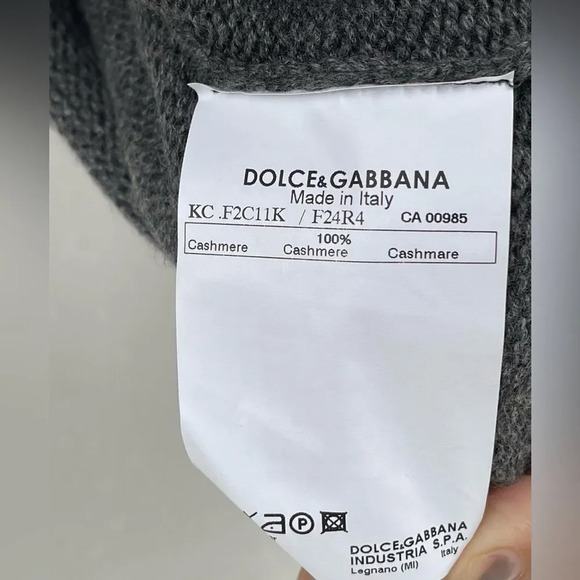 DOLCE&GABBANA
Made in Italy
KC .F2C11K / F24R4 CA 00985
100%
Cashmere Cashmere Cashmare
A P
DOLCE&GABBANA
INDUSTRIA S.P.A.
Legnano (MI) Italy